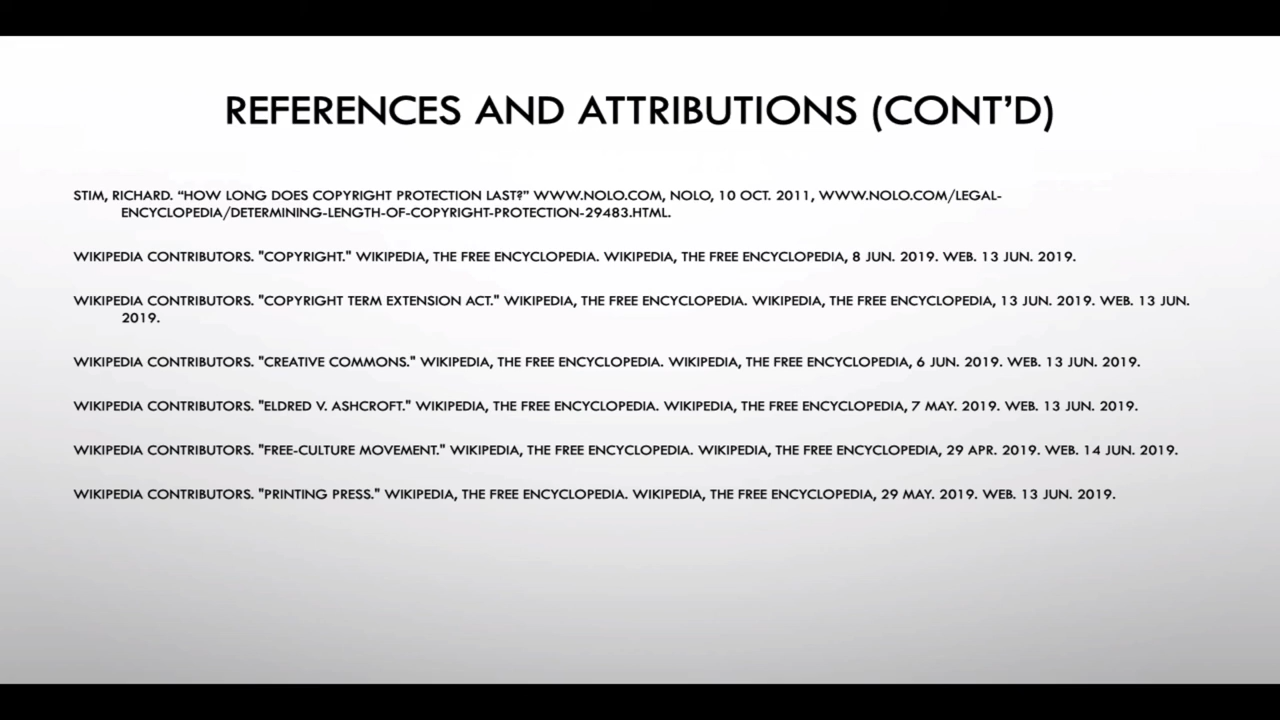 REFERENCES AND ATTRIBUTIONS (CONT’D)
STIM, RICHARD. “HOW LONG DOES COPYRIGHT PROTECTION LAST?” WWW.NOLO.COM, NOLO, 10 OCT. 2011, WWW.NOLO.COM/LEGAL-
ENCYCLOPEDIA/DETERMINING-LENGTH-OF-COPYRIGHT-PROTECTION-29483.HTML.
WIKIPEDIA CONTRIBUTORS. "COPYRIGHT." WIKIPEDIA, THE FREE ENCYCLOPEDIA. WIKIPEDIA, THE FREE ENCYCLOPEDIA, 8 JUN. 2019. WEB. 13 JUN. 2019.
WIKIPEDIA CONTRIBUTORS. "COPYRIGHT TERM EXTENSION ACT." WIKIPEDIA, THE FREE ENCYCLOPEDIA. WIKIPEDIA, THE FREE ENCYCLOPEDIA, 13 JUN. 2019. WEB. 13 JUN.
2019.
WIKIPEDIA CONTRIBUTORS. "CREATIVE COMMONS." WIKIPEDIA, THE FREE ENCYCLOPEDIA. WIKIPEDIA, THE FREE ENCYCLOPEDIA, 6 JUN. 2019. WEB. 13 JUN. 2019.
WIKIPEDIA CONTRIBUTORS. "ELDRED V. ASHCROFT." WIKIPEDIA, THE FREE ENCYCLOPEDIA. WIKIPEDIA, THE FREE ENCYCLOPEDIA, 7 MAY. 2019. WEB. 13 JUN. 2019.
WIKIPEDIA CONTRIBUTORS. "FREE-CULTURE MOVEMENT." WIKIPEDIA, THE FREE ENCYCLOPEDIA. WIKIPEDIA, THE FREE ENCYCLOPEDIA, 29 APR. 2019. WEB. 14 JUN. 2019.
WIKIPEDIA CONTRIBUTORS. "PRINTING PRESS." WIKIPEDIA, THE FREE ENCYCLOPEDIA. WIKIPEDIA, THE FREE ENCYCLOPEDIA, 29 MAY. 2019. WEB. 13 JUN. 2019.